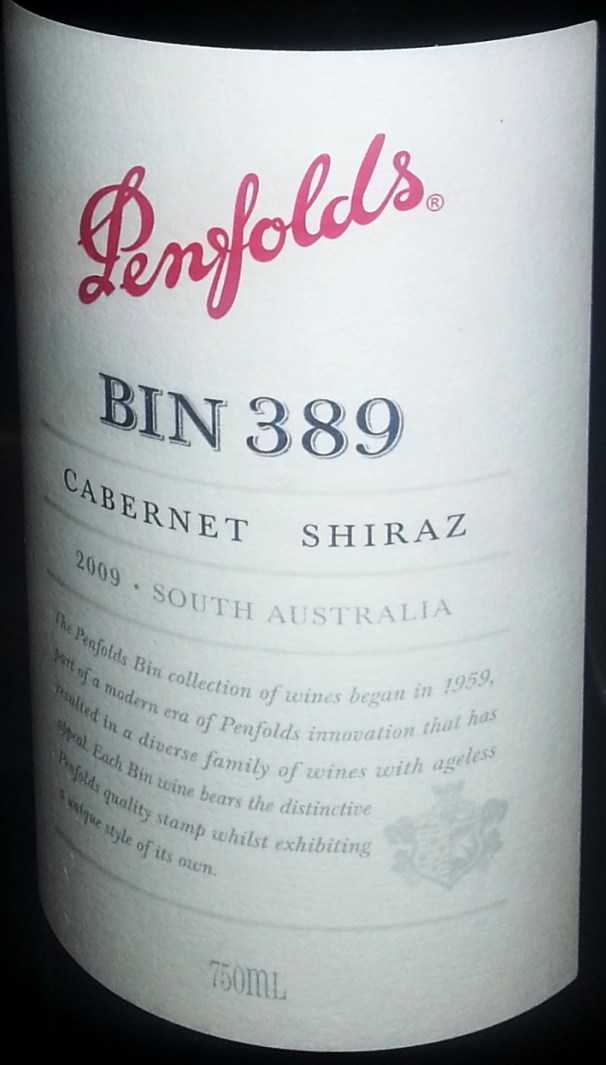 Penfolds®
BIN 389
CABERNET SHIRAZ
2009 · SOUTH AUSTRALIA
The Penfolds Bin collection of wines began in 1959,
part of a modern era of Penfolds innovation that has
resulted in a diverse family of wines with ageless
appeal. Each Bin wine bears the distinctive
Penfolds quality stamp whilst exhibiting
a unique style of its own.
750ML